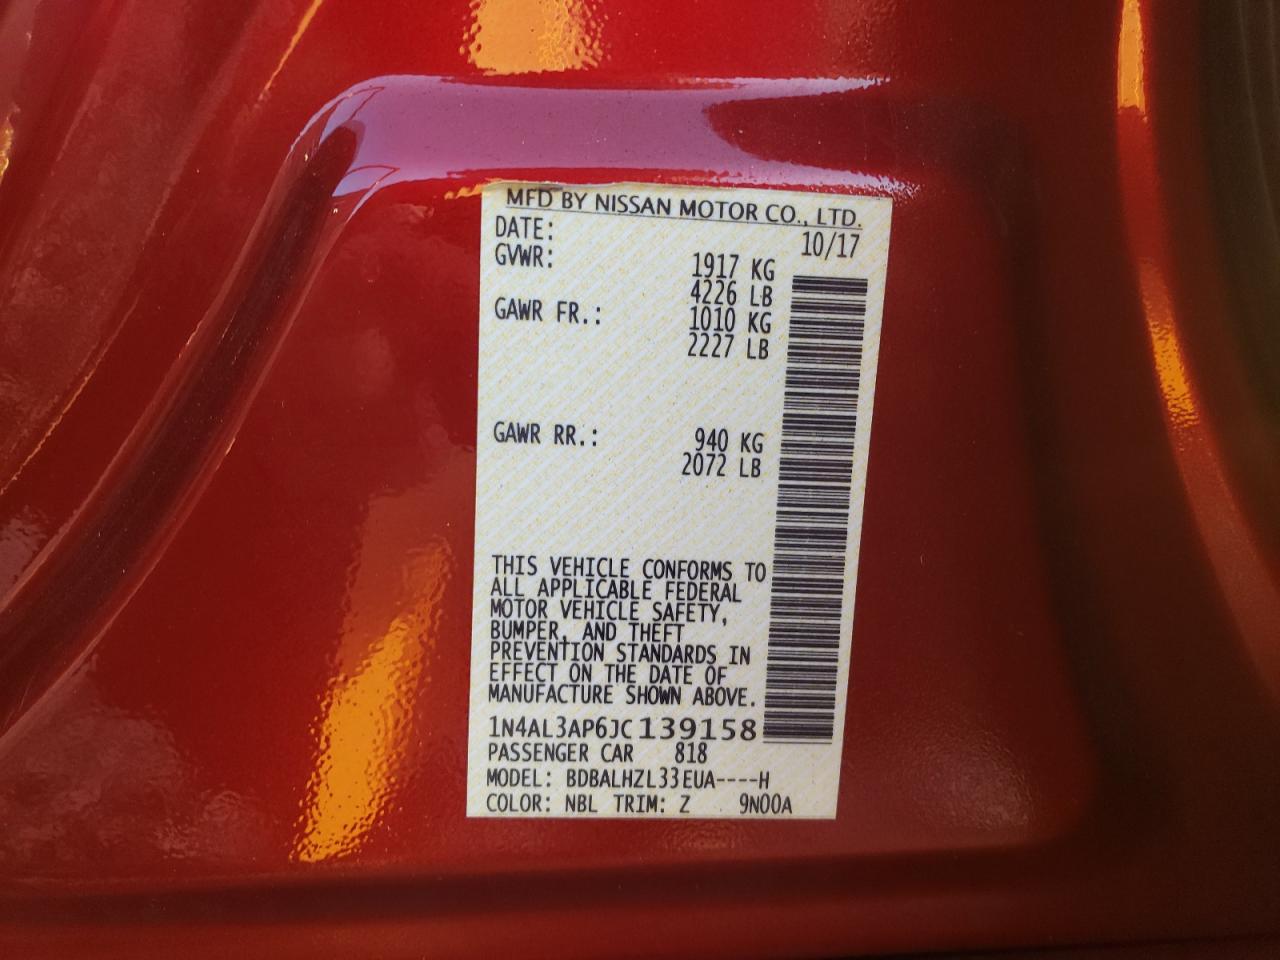 MFD BY NISSAN MOTOR CO., LTD.
DATE: 10/17
GVWR: 1917 KG
4226 LB
GAWR FR.: 1010 KG
2227 LB
GAWR RR.: 940 KG
2072 LB
THIS VEHICLE CONFORMS TO
ALL APPLICABLE FEDERAL
MOTOR VEHICLE SAFETY,
BUMPER, AND THEFT
PREVENTION STANDARDS IN
EFFECT ON THE DATE OF
MANUFACTURE SHOWN ABOVE.
1N4AL3AP6JC139158
PASSENGER CAR 818
MODEL: BDBALHZL33EUA----H
COLOR: NBL TRIM: Z 9N00A